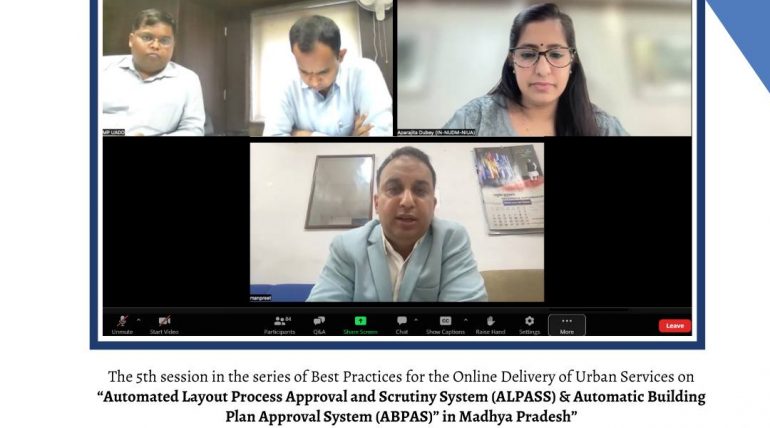 MP UADD
Aparajita Dubey (IN-NUDM-NIUA)
manpreet
Unmute
Start Video
Participants
84
Q&A
Share Screen
Chat
CC
Show Captions
Raise Hand
Settings
More
Leave
The 5th session in the series of Best Practices for the Online Delivery of Urban Services on
“Automated Layout Process Approval and Scrutiny System (ALPASS) & Automatic Building
Plan Approval System (ABPAS)” in Madhya Pradesh”